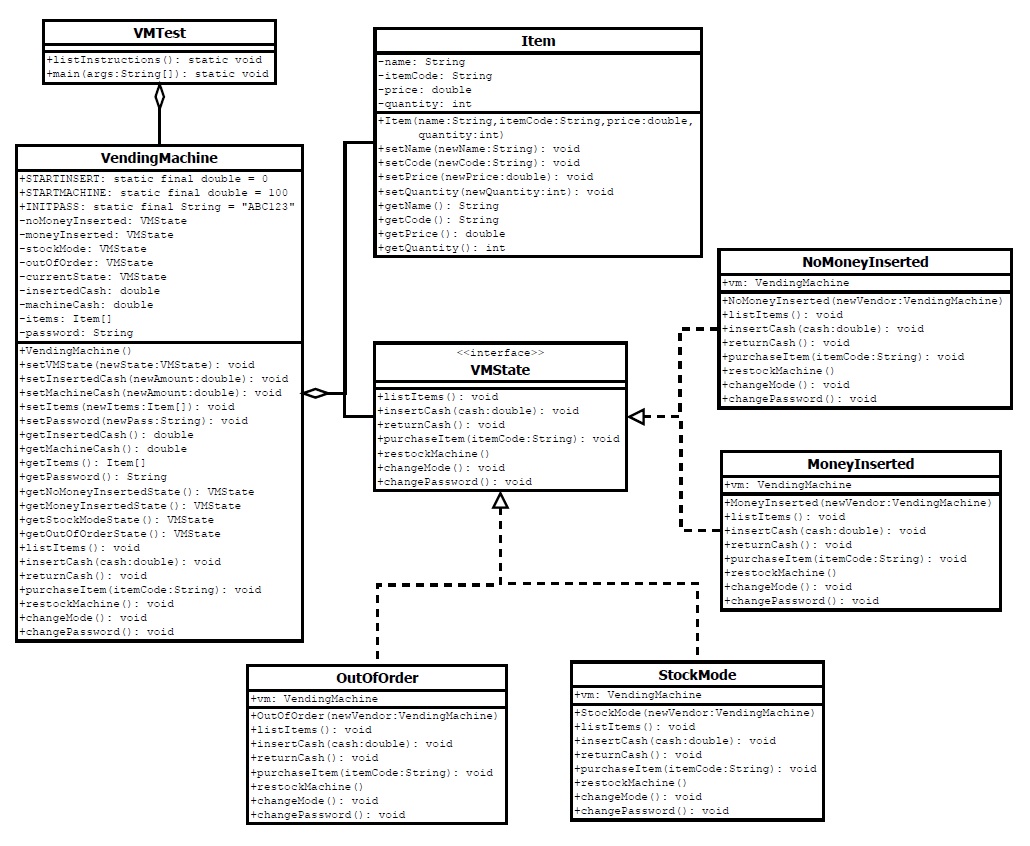 VMTest
+listInstructions(): static void
+main(args:String[]): static void
Item
-name: String
-itemCode: String
-price: double
-quantity: int
+Item(name:String,itemCode:String,price:double,
quantity:int)
+setName(newName:String): void
+setCode(newCode:String): void
+setPrice(newPrice:double): void
+setQuantity(newQuantity:int): void
+getName(): String
+getCode(): String
+getPrice(): double
+getQuantity(): int
VendingMachine
+STARTINSERT: static final double = 0
+STARTMACHINE: static final double = 100
+INITPASS: static final String = "ABC123"
-noMoneyInserted: VMState
-moneyInserted: VMState
-stockMode: VMState
-outOfOrder: VMState
-currentState: VMState
-insertedCash: double
-machineCash: double
-items: Item[]
-password: String
+VendingMachine()
+setVMState(newState:VMState): void
+setInsertedCash(newAmount:double): void
+setMachineCash(newAmount:double): void
+setItems(newItems:Item[]): void
+setPassword(newPass:String): void
+getInsertedCash(): double
+getMachineCash(): double
+getItems(): Item[]
+getPassword(): String
+getNoMoneyInsertedState(): VMState
+getMoneyInsertedState(): VMState
+getStockModeState(): VMState
+getOutOfOrderState(): VMState
+listItems(): void
+insertCash(cash:double): void
+returnCash(): void
+purchaseItem(itemCode:String): void
+restockMachine(): void
+changeMode(): void
+changePassword(): void
<<interface>>
VMState
+listItems(): void
+insertCash(cash:double): void
+returnCash(): void
+purchaseItem(itemCode:String): void
+restockMachine()
+changeMode(): void
+changePassword(): void
NoMoneyInserted
+vm: VendingMachine
+NoMoneyInserted(newVendor:VendingMachine)
+listItems(): void
+insertCash(cash:double): void
+returnCash(): void
+purchaseItem(itemCode:String): void
+restockMachine()
+changeMode(): void
+changePassword(): void
MoneyInserted
+vm: VendingMachine
+MoneyInserted(newVendor:VendingMachine)
+listItems(): void
+insertCash(cash:double): void
+returnCash(): void
+purchaseItem(itemCode:String): void
+restockMachine()
+changeMode(): void
+changePassword(): void
OutOfOrder
+vm: VendingMachine
+OutOfOrder(newVendor:VendingMachine)
+listItems(): void
+insertCash(cash:double): void
+returnCash(): void
+purchaseItem(itemCode:String): void
+restockMachine()
+changeMode(): void
+changePassword(): void
StockMode
+vm: VendingMachine
+StockMode(newVendor:VendingMachine)
+listItems(): void
+insertCash(cash:double): void
+returnCash(): void
+purchaseItem(itemCode:String): void
+restockMachine()
+changeMode(): void
+changePassword(): void